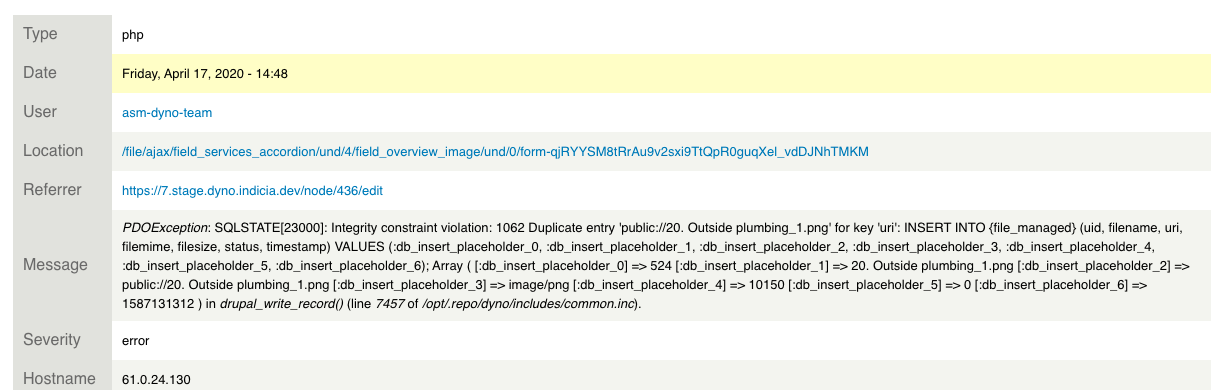 Type php
Date Friday, April 17, 2020 - 14:48
User asm-dyno-team
Location /file/ajax/field_services_accordion/und/4/field_overview_image/und/0/form-qjRYYSM8tRrAu9v2sxi9TtQpR0guqXel_vdDJNhTMKM
Referrer https://7.stage.dyno.indicia.dev/node/436/edit
Message PDOException: SQLSTATE[23000]: Integrity constraint violation: 1062 Duplicate entry 'public://20. Outside plumbing_1.png' for key 'uri': INSERT INTO {file_managed} (uid, filename, uri,
filemime, filesize, status, timestamp) VALUES (:db_insert_placeholder_0, :db_insert_placeholder_1, :db_insert_placeholder_2, :db_insert_placeholder_3, :db_insert_placeholder_4,
:db_insert_placeholder_5, :db_insert_placeholder_6); Array ( [:db_insert_placeholder_0] => 524 [:db_insert_placeholder_1] => 20. Outside plumbing_1.png [:db_insert_placeholder_2] =>
public://20. Outside plumbing_1.png [:db_insert_placeholder_3] => image/png [:db_insert_placeholder_4] => 10150 [:db_insert_placeholder_5] => 0 [:db_insert_placeholder_6] =>
1587131312 ) in drupal_write_record() (line 7457 of /opt/.repo/dyno/includes/common.inc).
Severity error
Hostname 61.0.24.130